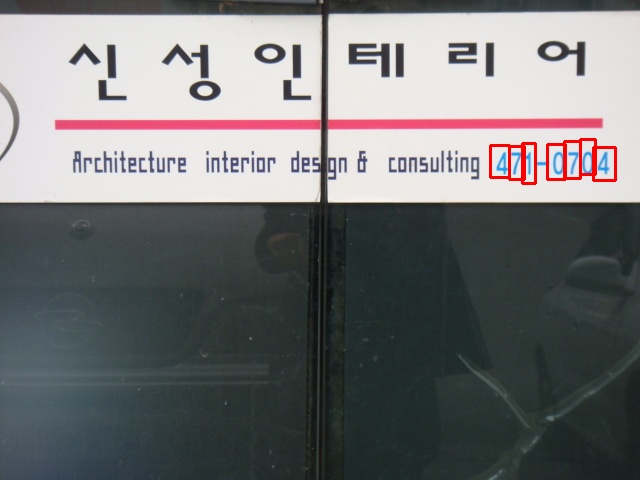 신성인테리어
Architecture interior design & consulting 471-0704